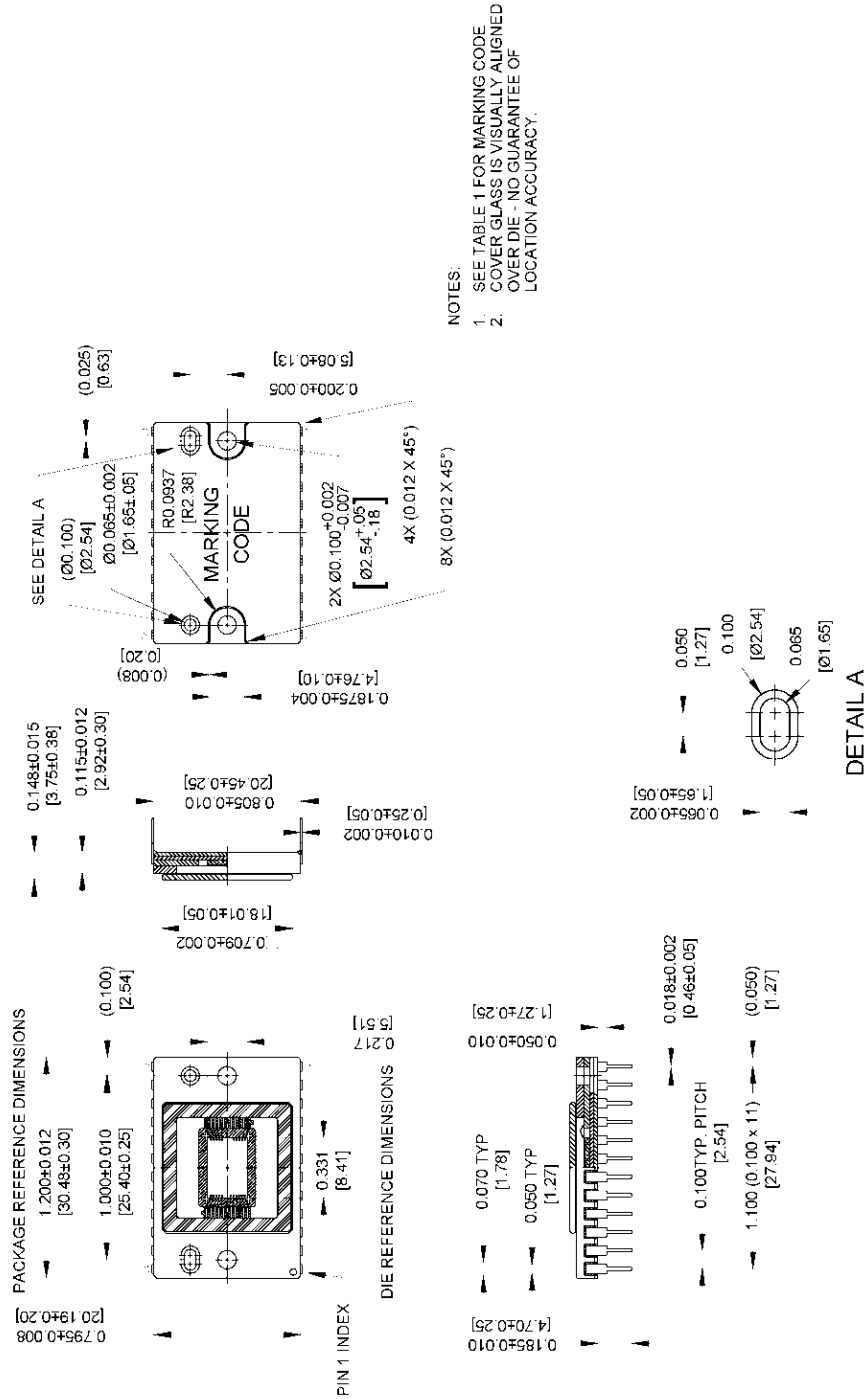 PACKAGE REFERENCE DIMENSIONS
1.200±0.012
[30.48±0.30]
1.000±0.010
[25.40±0.25]
(0.100)
[2.54]
0.795±0.008
[20.19±0.20]
PIN 1 INDEX
0.331
[8.41]
0.217
[5.51]
DIE REFERENCE DIMENSIONS
0.148±0.015
[3.75±0.38]
0.115±0.012
[2.92±0.30]
0.805±0.010
[20.45±0.25]
0.010±0.002
[0.25±0.05]
0.709±0.002
[18.01±0.05]
SEE DETAIL A
(Ø0.100)
[Ø2.54]
Ø0.065±0.002
[Ø1.65±.05]
(0.025)
[0.63]
R0.0937
[R2.38]
MARKING
CODE
(0.008)
[0.20]
0.1875±0.004
[4.76±0.10]
0.200±0.005
[5.08±0.13]
2X Ø0.100+0.002
-0.007
[Ø2.54+.05
-.18]
4X (0.012 X 45°)
8X (0.012 X 45°)
NOTES:
1. SEE TABLE 1 FOR MARKING CODE
2. COVER GLASS IS VISUALLY ALIGNED
OVER DIE - NO GUARANTEE OF
LOCATION ACCURACY.
0.070 TYP
[1.78]
0.050 TYP
[1.27]
0.185±0.010
[4.70±0.25]
0.050±0.010
[1.27±0.25]
0.018±0.002
[0.46±0.05]
0.100TYP. PITCH
[2.54]
1.100 (0.100 x 11)
[27.94]
(0.050)
[1.27]
0.050
[1.27]
0.100
[Ø2.54]
0.065
[Ø1.65]
0.065±0.002
[1.65±0.05]
DETAIL A